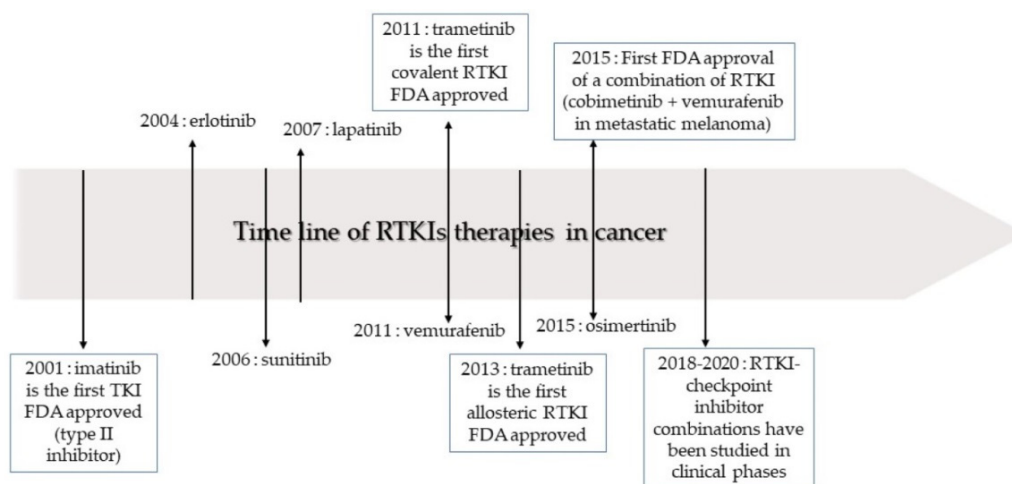 2011 : trametinib
is the first
covalent RTKI
FDA approved
2015 : First FDA approval
of a combination of RTKI
(cobimetinib + vemurafenib
in metastatic melanoma)
2004 : erlotinib
2007 : lapatinib
Time line of RTKIs therapies in cancer
2011 : vemurafenib
2015 : osimertinib
2006 : sunitinib
2001 : imatinib
is the first TKI
FDA approved
(type II
inhibitor)
2013 : trametinib
is the first
allosteric RTKI
FDA approved
2018-2020 : RTKI-
checkpoint
inhibitor
combinations have
been studied in
clinical phases